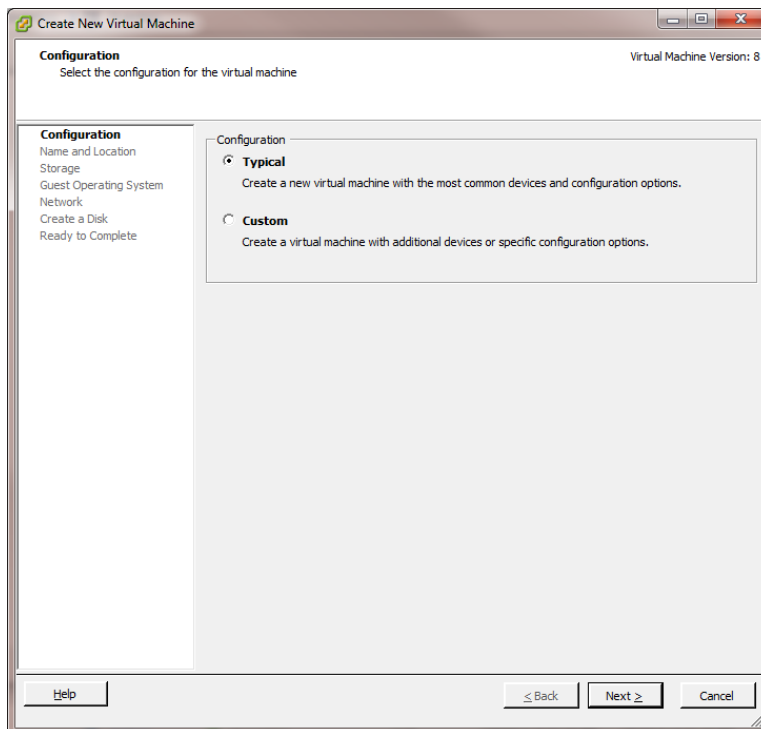 Create New Virtual Machine
Configuration
Select the configuration for the virtual machine
Virtual Machine Version: 8
Configuration
Name and Location
Storage
Guest Operating System
Network
Create a Disk
Ready to Complete
Configuration
Typical
Create a new virtual machine with the most common devices and configuration options.
Custom
Create a virtual machine with additional devices or specific configuration options.
Help
< Back
Next >
Cancel